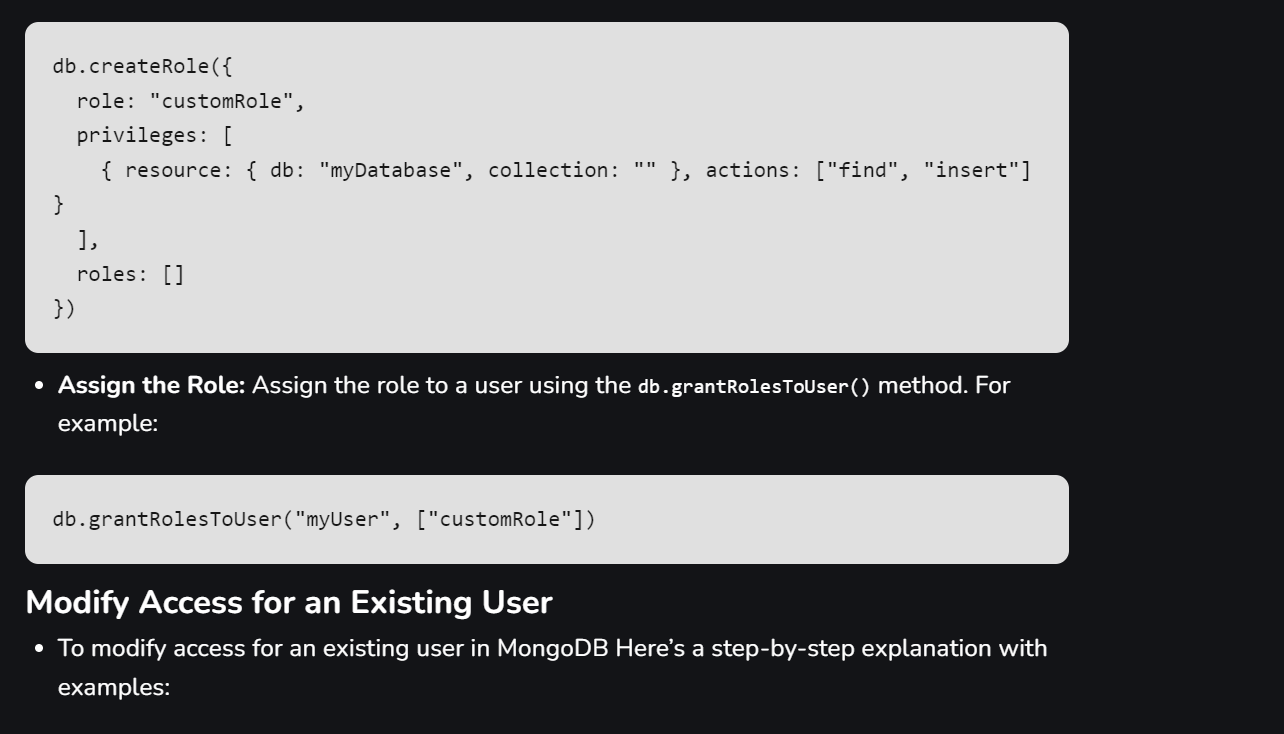 db.createRole({
  role: "customRole",
  privileges: [
    { resource: { db: "myDatabase", collection: "" }, actions: ["find", "insert"]
}
  ],
  roles: []
})
• Assign the Role: Assign the role to a user using the db.grantRolesToUser() method. For
example:
db.grantRolesToUser("myUser", ["customRole"])
Modify Access for an Existing User
• To modify access for an existing user in MongoDB Here’s a step-by-step explanation with
examples: